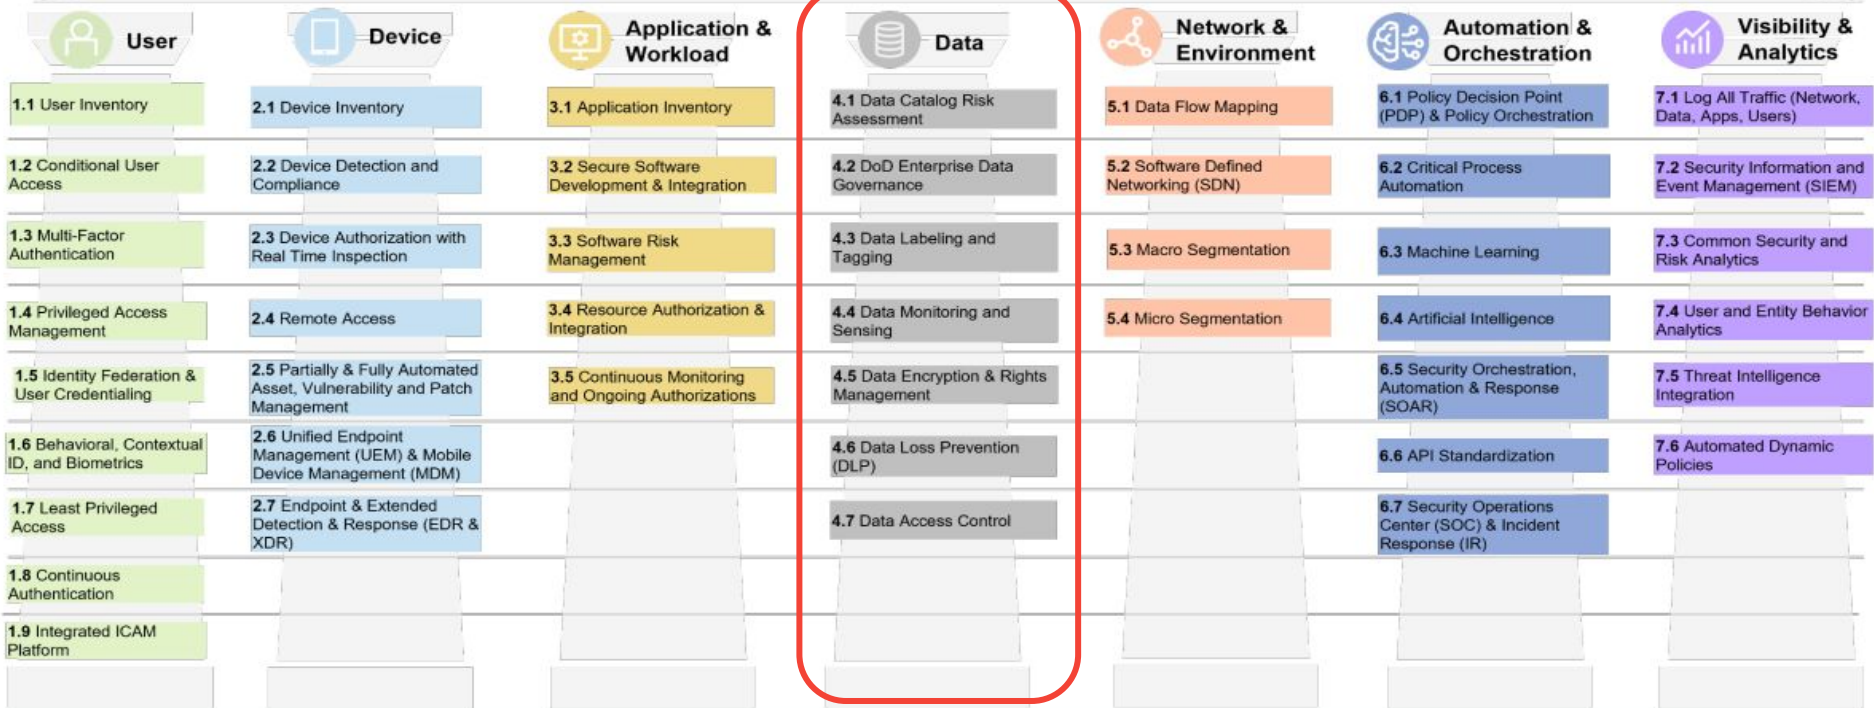 User
Device
Application &
Workload
Data
Network &
Environment
Automation &
Orchestration
Visibility &
Analytics
1.1 User Inventory
1.2 Conditional User
Access
1.3 Multi-Factor
Authentication
1.4 Privileged Access
Management
1.5 Identity Federation &
User Credentialing
1.6 Behavioral, Contextual
ID, and Biometrics
1.7 Least Privileged
Access
1.8 Continuous
Authentication
1.9 Integrated ICAM
Platform
2.1 Device Inventory
2.2 Device Detection and
Compliance
2.3 Device Authorization with
Real Time Inspection
2.4 Remote Access
2.5 Partially & Fully Automated
Asset, Vulnerability and Patch
Management
2.6 Unified Endpoint
Management (UEM) & Mobile
Device Management (MDM)
2.7 Endpoint & Extended
Detection & Response (EDR &
XDR)
3.1 Application Inventory
3.2 Secure Software
Development & Integration
3.3 Software Risk
Management
3.4 Resource Authorization &
Integration
3.5 Continuous Monitoring
and Ongoing Authorizations
4.1 Data Catalog Risk
Assessment
4.2 DoD Enterprise Data
Governance
4.3 Data Labeling and
Tagging
4.4 Data Monitoring and
Sensing
4.5 Data Encryption & Rights
Management
4.6 Data Loss Prevention
(DLP)
4.7 Data Access Control
5.1 Data Flow Mapping
5.2 Software Defined
Networking (SDN)
5.3 Macro Segmentation
5.4 Micro Segmentation
6.1 Policy Decision Point
(PDP) & Policy Orchestration
6.2 Critical Process
Automation
6.3 Machine Learning
6.4 Artificial Intelligence
6.5 Security Orchestration,
Automation & Response
(SOAR)
6.6 API Standardization
6.7 Security Operations
Center (SOC) & Incident
Response (IR)
7.1 Log All Traffic (Network,
Data, Apps, Users)
7.2 Security Information and
Event Management (SIEM)
7.3 Common Security and
Risk Analytics
7.4 User and Entity Behavior
Analytics
7.5 Threat Intelligence
Integration
7.6 Automated Dynamic
Policies